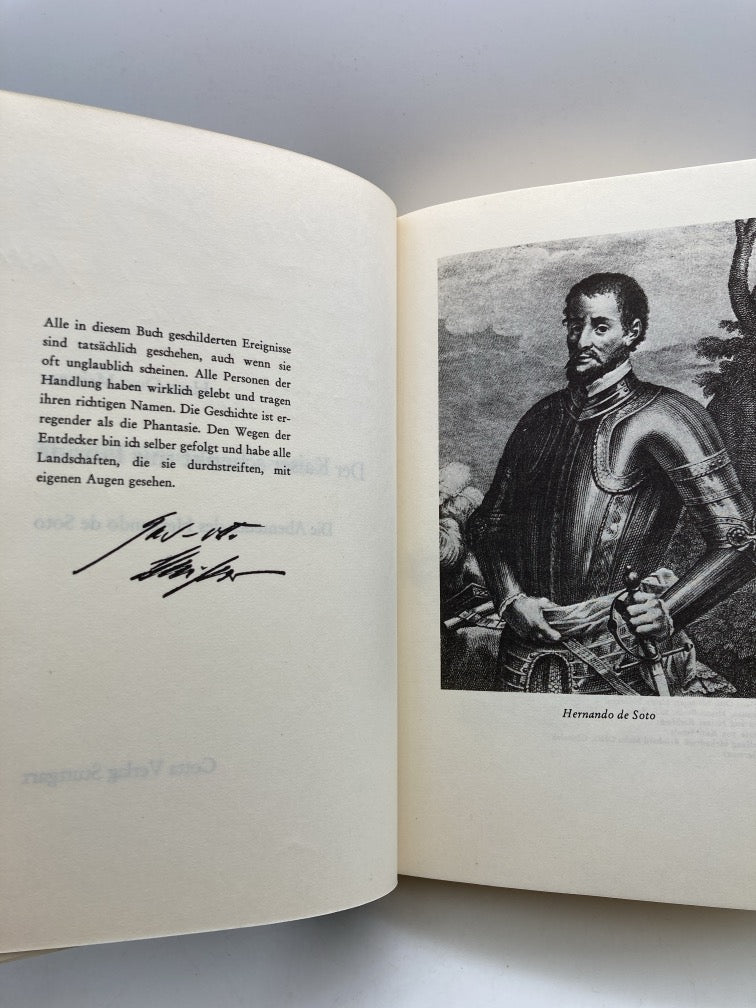 Alle in diesem Buch geschilderten Ereignisse
sind tatsächlich geschehen, auch wenn sie
oft unglaublich scheinen. Alle Personen der
Handlung haben wirklich gelebt und tragen
ihren richtigen Namen. Die Geschichte ist er-
regender als die Phantasie. Den Wegen der
Entdecker bin ich selber gefolgt und habe alle
Landschaften, die sie durchstreiften, mit
eigenen Augen gesehen.
Hernando de Soto